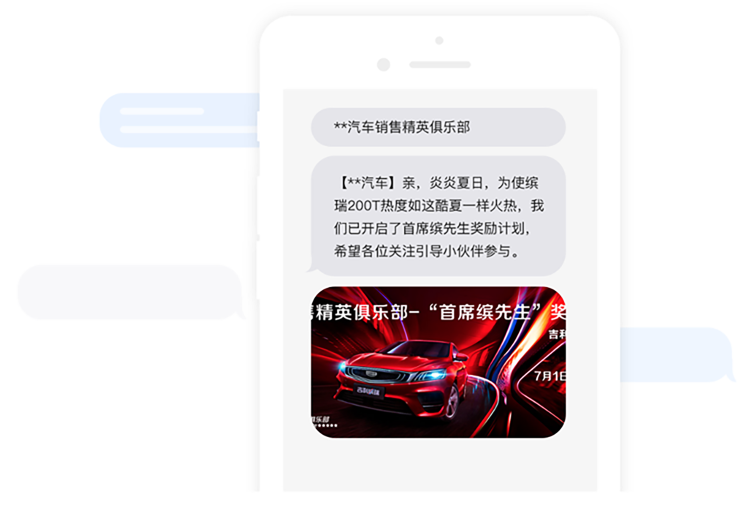 **汽车销售精英俱乐部
【**汽车】亲，炎炎夏日，为使缤
瑞200T热度如这酷夏一样火热，我
们已开启了首席缤先生奖励计划，
希望各位关注引导小伙伴参与。
售精英俱乐部-“首席缤先生”奖
吉利
7月1日
吉利缤瑞
俱乐部